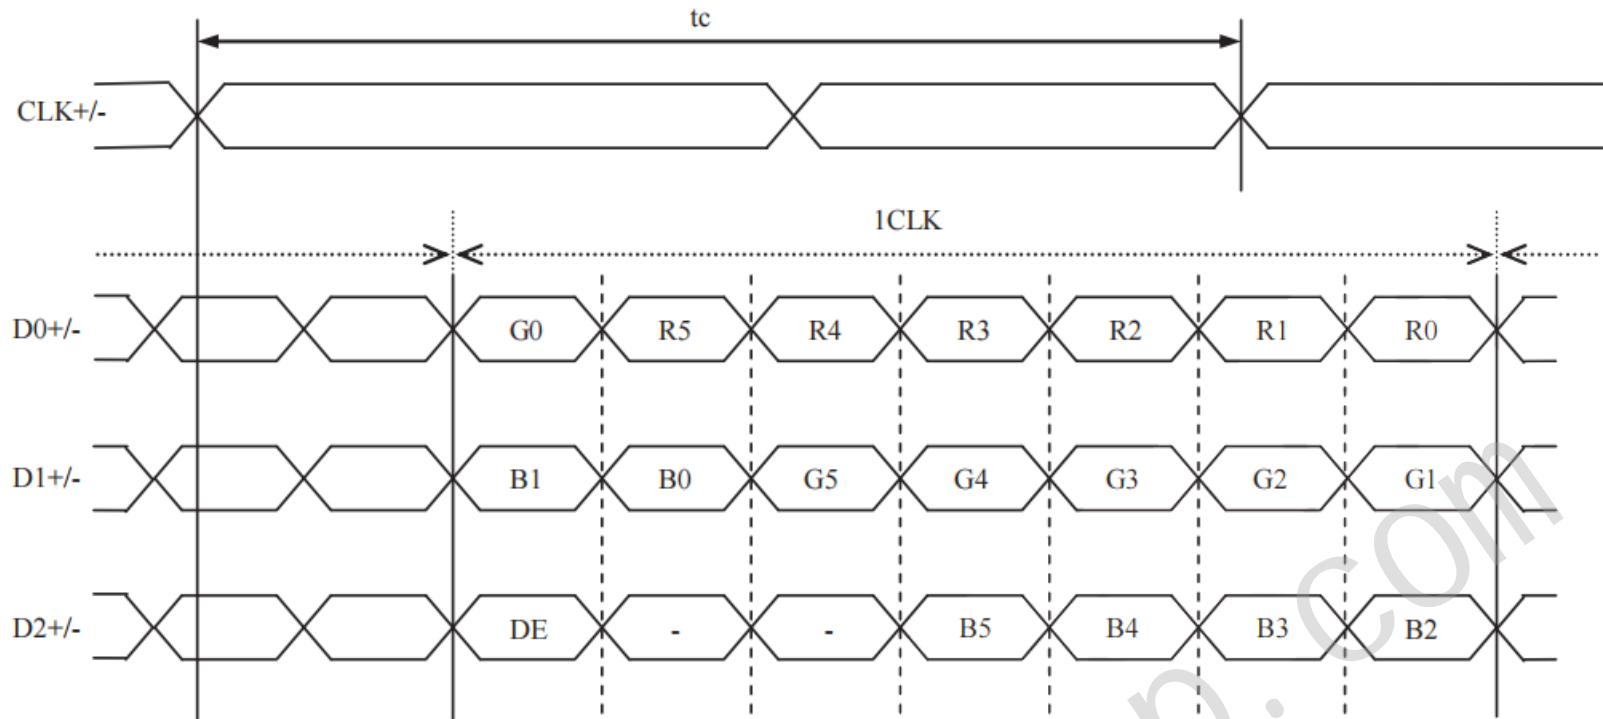 tc
CLK+/-
1CLK
D0+/- G0 R5 R4 R3 R2 R1 R0
D1+/- B1 B0 G5 G4 G3 G2 G1
D2+/- DE - - B5 B4 B3 B2
.com